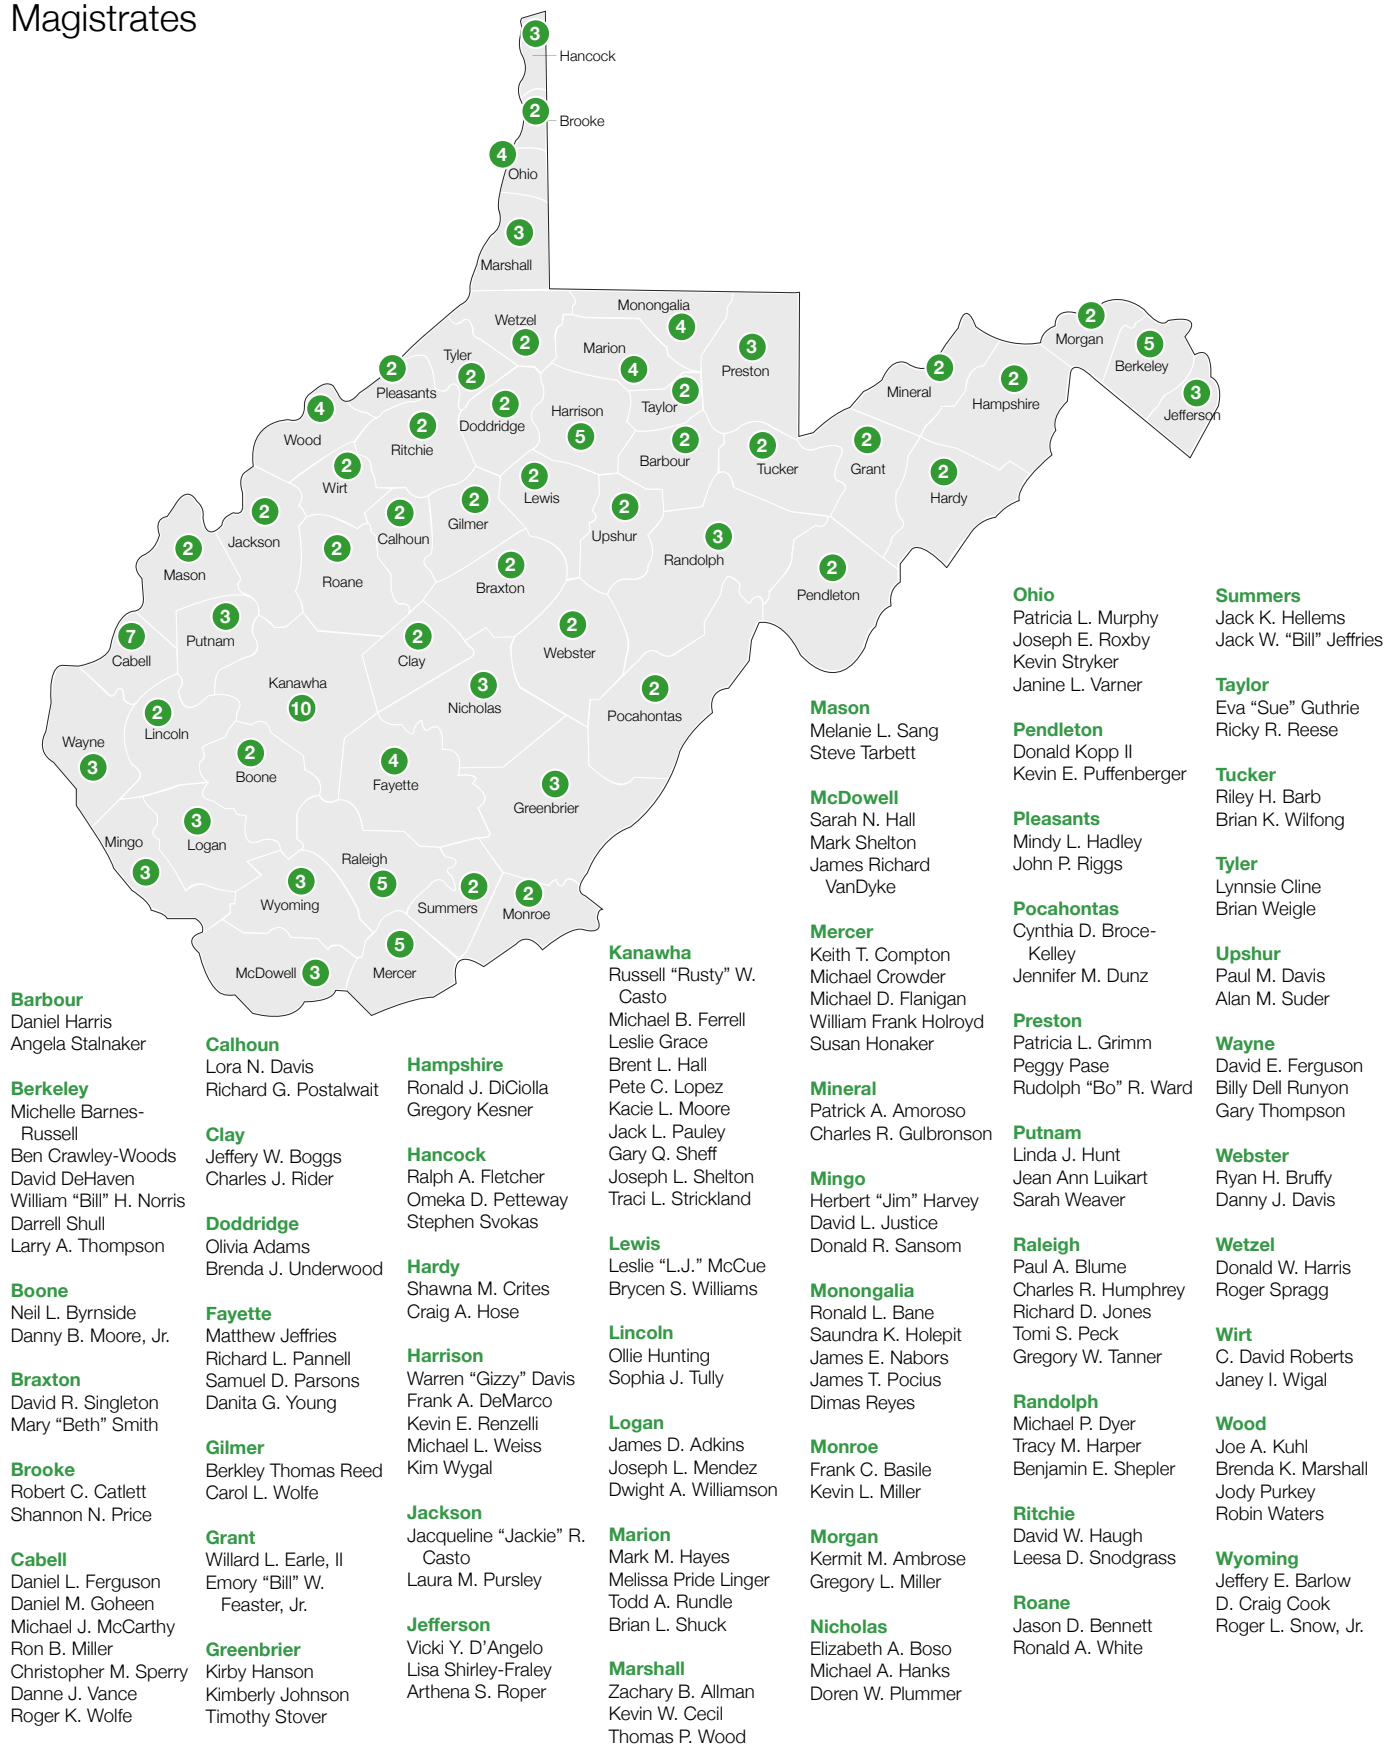 Magistrates
3
Hancock
2
Brooke
4
Ohio
3
Marshall
Monongalia
4
Wetzel
2
Marion
4
Preston
3
Tyler
2
Pleasants
2
Doddridge
2
Taylor
2
Harrison
5
Wood
4
Ritchie
2
Barbour
2
Tucker
2
Grant
2
Mineral
2
Hampshire
2
Morgan
2
Berkeley
5
Jefferson
3
Hardy
2
Wirt
2
Lewis
2
Gilmer
2
Calhoun
2
Jackson
2
Upshur
2
Randolph
3
Mason
2
Roane
2
Braxton
2
Pendleton
2
Putnam
3
Cabell
7
Clay
2
Webster
2
Kanawha
10
Nicholas
3
Pocahontas
2
Lincoln
2
Wayne
3
Boone
2
Fayette
4
Greenbrier
3
Logan
3
Mingo
3
Raleigh
5
Wyoming
3
Summers
2
Monroe
2
Mercer
5
McDowell
3
Barbour
Daniel Harris
Angela Stalnaker
Berkeley
Michelle Barnes-
Russell
Ben Crawley-Woods
David DeHaven
William “Bill” H. Norris
Darrell Shull
Larry A. Thompson
Boone
Neil L. Byrnside
Danny B. Moore, Jr.
Braxton
David R. Singleton
Mary “Beth” Smith
Brooke
Robert C. Catlett
Shannon N. Price
Cabell
Daniel L. Ferguson
Daniel M. Goheen
Michael J. McCarthy
Ron B. Miller
Christopher M. Sperry
Danne J. Vance
Roger K. Wolfe
Calhoun
Lora N. Davis
Richard G. Postalwait
Clay
Jeffery W. Boggs
Charles J. Rider
Doddridge
Olivia Adams
Brenda J. Underwood
Fayette
Matthew Jeffries
Richard L. Pannell
Samuel D. Parsons
Danita G. Young
Gilmer
Berkley Thomas Reed
Carol L. Wolfe
Grant
Willard L. Earle, II
Emory “Bill” W.
Feaster, Jr.
Greenbrier
Kirby Hanson
Kimberly Johnson
Timothy Stover
Hampshire
Ronald J. DiCiolla
Gregory Kesner
Hancock
Ralph A. Fletcher
Omeka D. Petteway
Stephen Svokas
Hardy
Shawna M. Crites
Craig A. Hose
Harrison
Warren “Gizzy” Davis
Frank A. DeMarco
Kevin E. Renzelli
Michael L. Weiss
Kim Wygal
Jackson
Jacqueline “Jackie” R.
Casto
Laura M. Pursley
Jefferson
Vicki Y. D’Angelo
Lisa Shirley-Fraley
Arthena S. Roper
Kanawha
Russell “Rusty” W.
Casto
Michael B. Ferrell
Leslie Grace
Brent L. Hall
Pete C. Lopez
Kacie L. Moore
Jack L. Pauley
Gary Q. Sheff
Joseph L. Shelton
Traci L. Strickland
Lewis
Leslie “L.J.” McCue
Brycen S. Williams
Lincoln
Ollie Hunting
Sophia J. Tully
Logan
James D. Adkins
Joseph L. Mendez
Dwight A. Williamson
Marion
Mark M. Hayes
Melissa Pride Linger
Todd A. Rundle
Brian L. Shuck
Marshall
Zachary B. Allman
Kevin W. Cecil
Thomas P. Wood
Mason
Melanie L. Sang
Steve Tarbett
McDowell
Sarah N. Hall
Mark Shelton
James Richard
VanDyke
Mercer
Keith T. Compton
Michael Crowder
Michael D. Flanigan
William Frank Holroyd
Susan Honaker
Mineral
Patrick A. Amoroso
Charles R. Gulbronson
Mingo
Herbert “Jim” Harvey
David L. Justice
Donald R. Sansom
Monongalia
Ronald L. Bane
Saundra K. Holepit
James E. Nabors
James T. Pocius
Dimas Reyes
Monroe
Frank C. Basile
Kevin L. Miller
Morgan
Kermit M. Ambrose
Gregory L. Miller
Nicholas
Elizabeth A. Boso
Michael A. Hanks
Doren W. Plummer
Ohio
Patricia L. Murphy
Joseph E. Roxby
Kevin Stryker
Janine L. Varner
Pendleton
Donald Kopp II
Kevin E. Puffenberger
Pleasants
Mindy L. Hadley
John P. Riggs
Pocahontas
Cynthia D. Broce-
Kelley
Jennifer M. Dunz
Preston
Patricia L. Grimm
Peggy Pase
Rudolph “Bo” R. Ward
Putnam
Linda J. Hunt
Jean Ann Luikart
Sarah Weaver
Raleigh
Paul A. Blume
Charles R. Humphrey
Richard D. Jones
Tomi S. Peck
Gregory W. Tanner
Randolph
Michael P. Dyer
Tracy M. Harper
Benjamin E. Shepler
Ritchie
David W. Haugh
Leesa D. Snodgrass
Roane
Jason D. Bennett
Ronald A. White
Summers
Jack K. Hellems
Jack W. “Bill” Jeffries
Taylor
Eva “Sue” Guthrie
Ricky R. Reese
Tucker
Riley H. Barb
Brian K. Wilfong
Tyler
Lynnsie Cline
Brian Weigle
Upshur
Paul M. Davis
Alan M. Suder
Wayne
David E. Ferguson
Billy Dell Runyon
Gary Thompson
Webster
Ryan H. Bruffy
Danny J. Davis
Wetzel
Donald W. Harris
Roger Spragg
Wirt
C. David Roberts
Janey I. Wigal
Wood
Joe A. Kuhl
Brenda K. Marshall
Jody Purkey
Robin Waters
Wyoming
Jeffery E. Barlow
D. Craig Cook
Roger L. Snow, Jr.